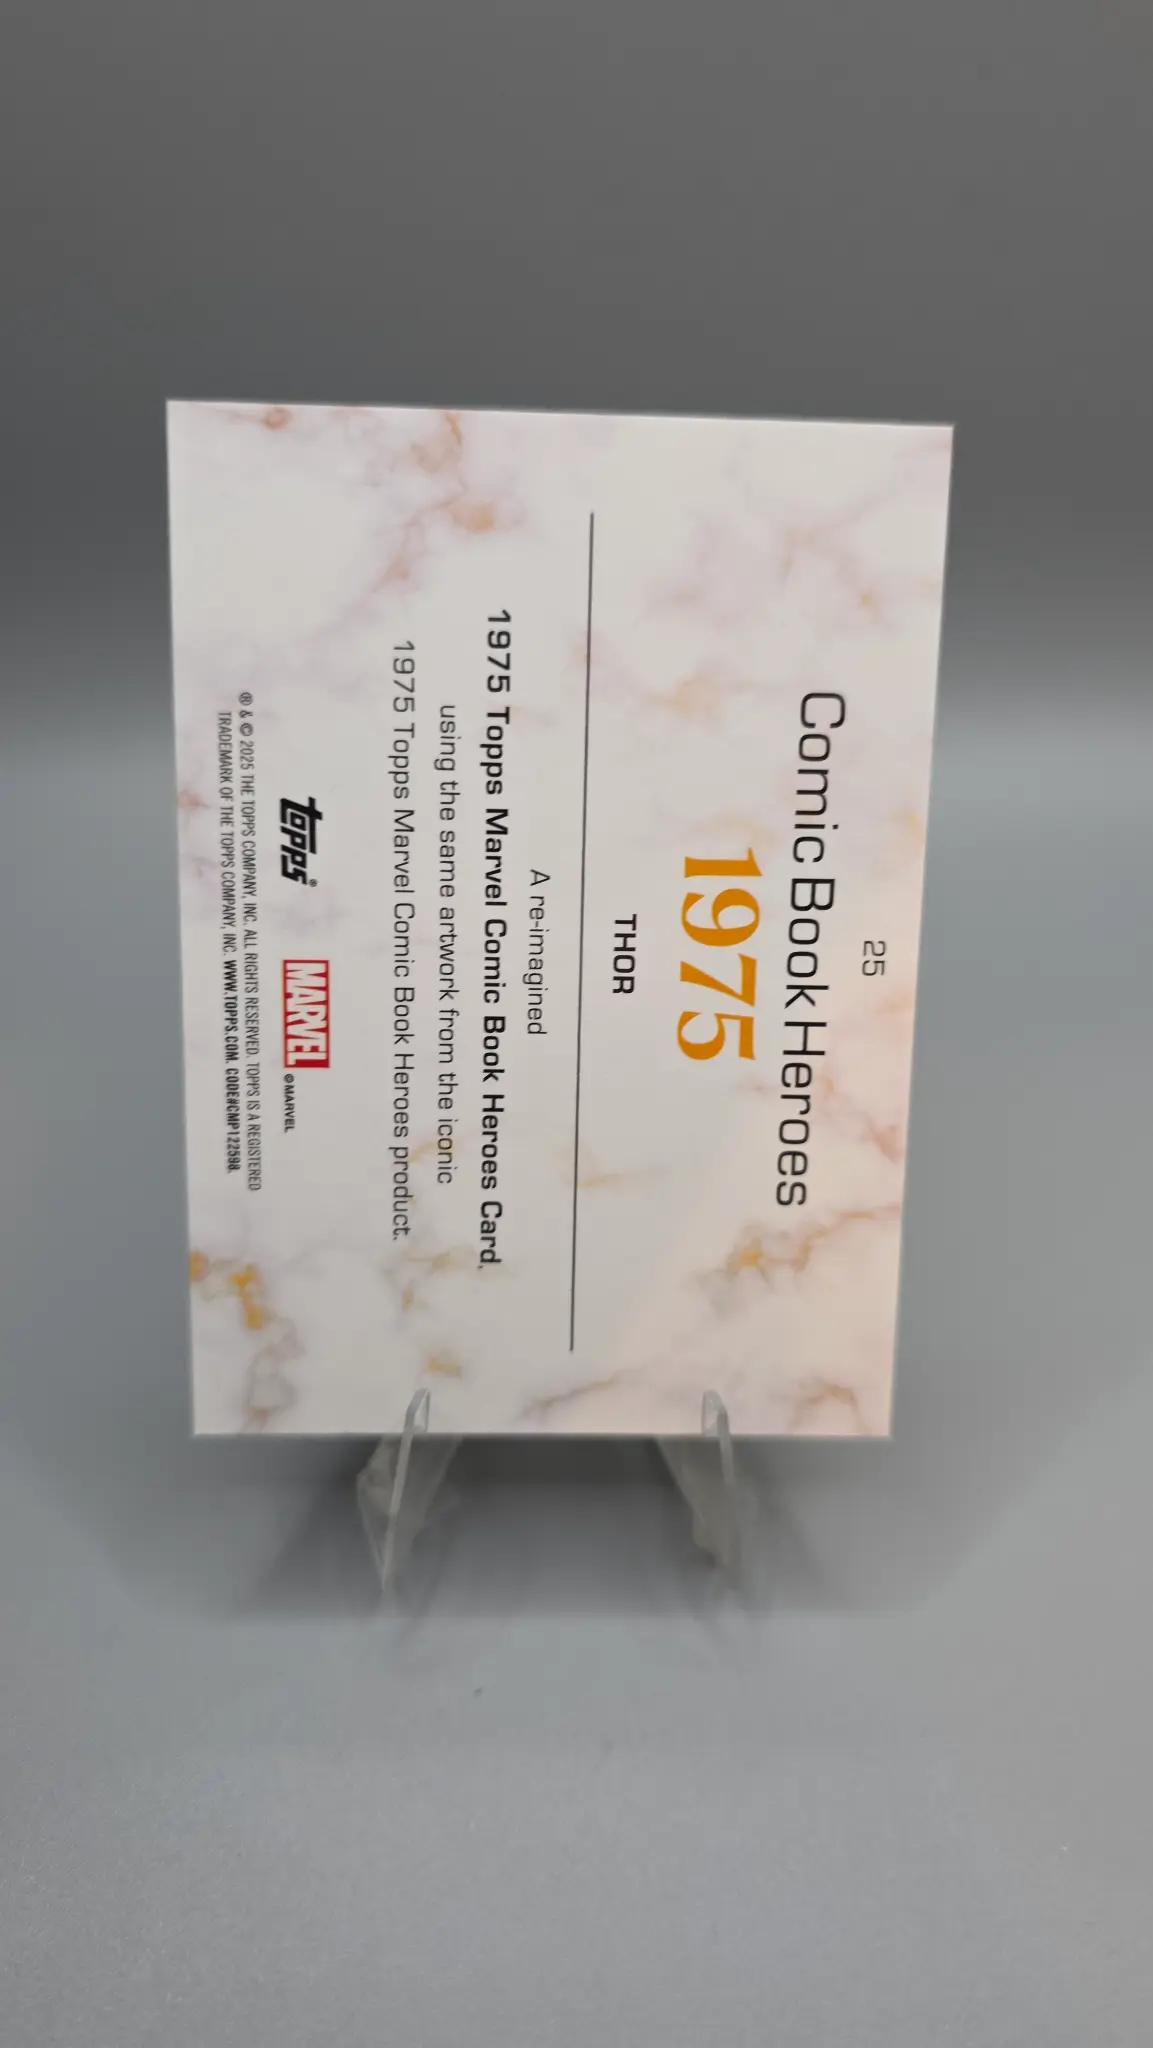 25
Comic Book Heroes
1975
THOR
A re-imagined
1975 Topps Marvel Comic Book Heroes Card,
using the same artwork from the iconic
1975 Topps Marvel Comic Book Heroes product.
topps® MARVEL © MARVEL
® & © 2025 THE TOPPS COMPANY, INC. ALL RIGHTS RESERVED. TOPPS IS A REGISTERED
TRADEMARK OF THE TOPPS COMPANY, INC. WWW.TOPPS.COM. CODE#CMP122598.